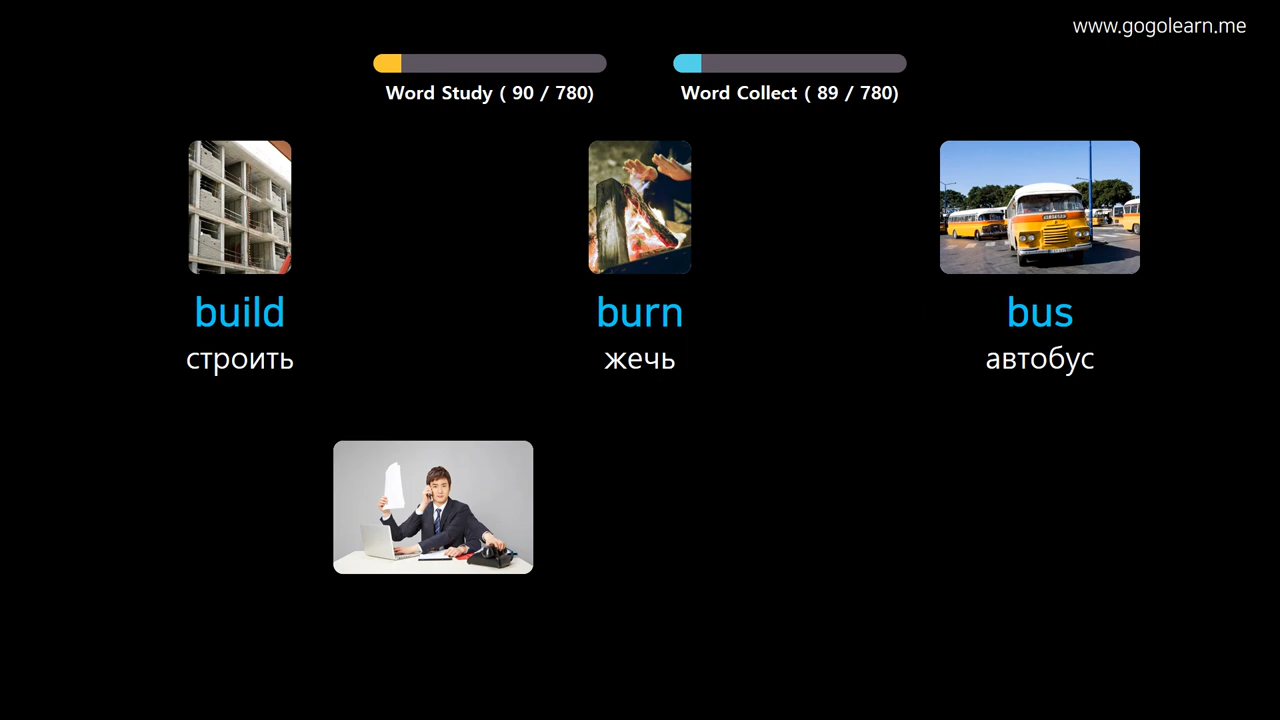 www.gogolearn.me
Word Study ( 90 / 780)
Word Collect ( 89 / 780)
build
burn
bus
строить
жечь
автобус